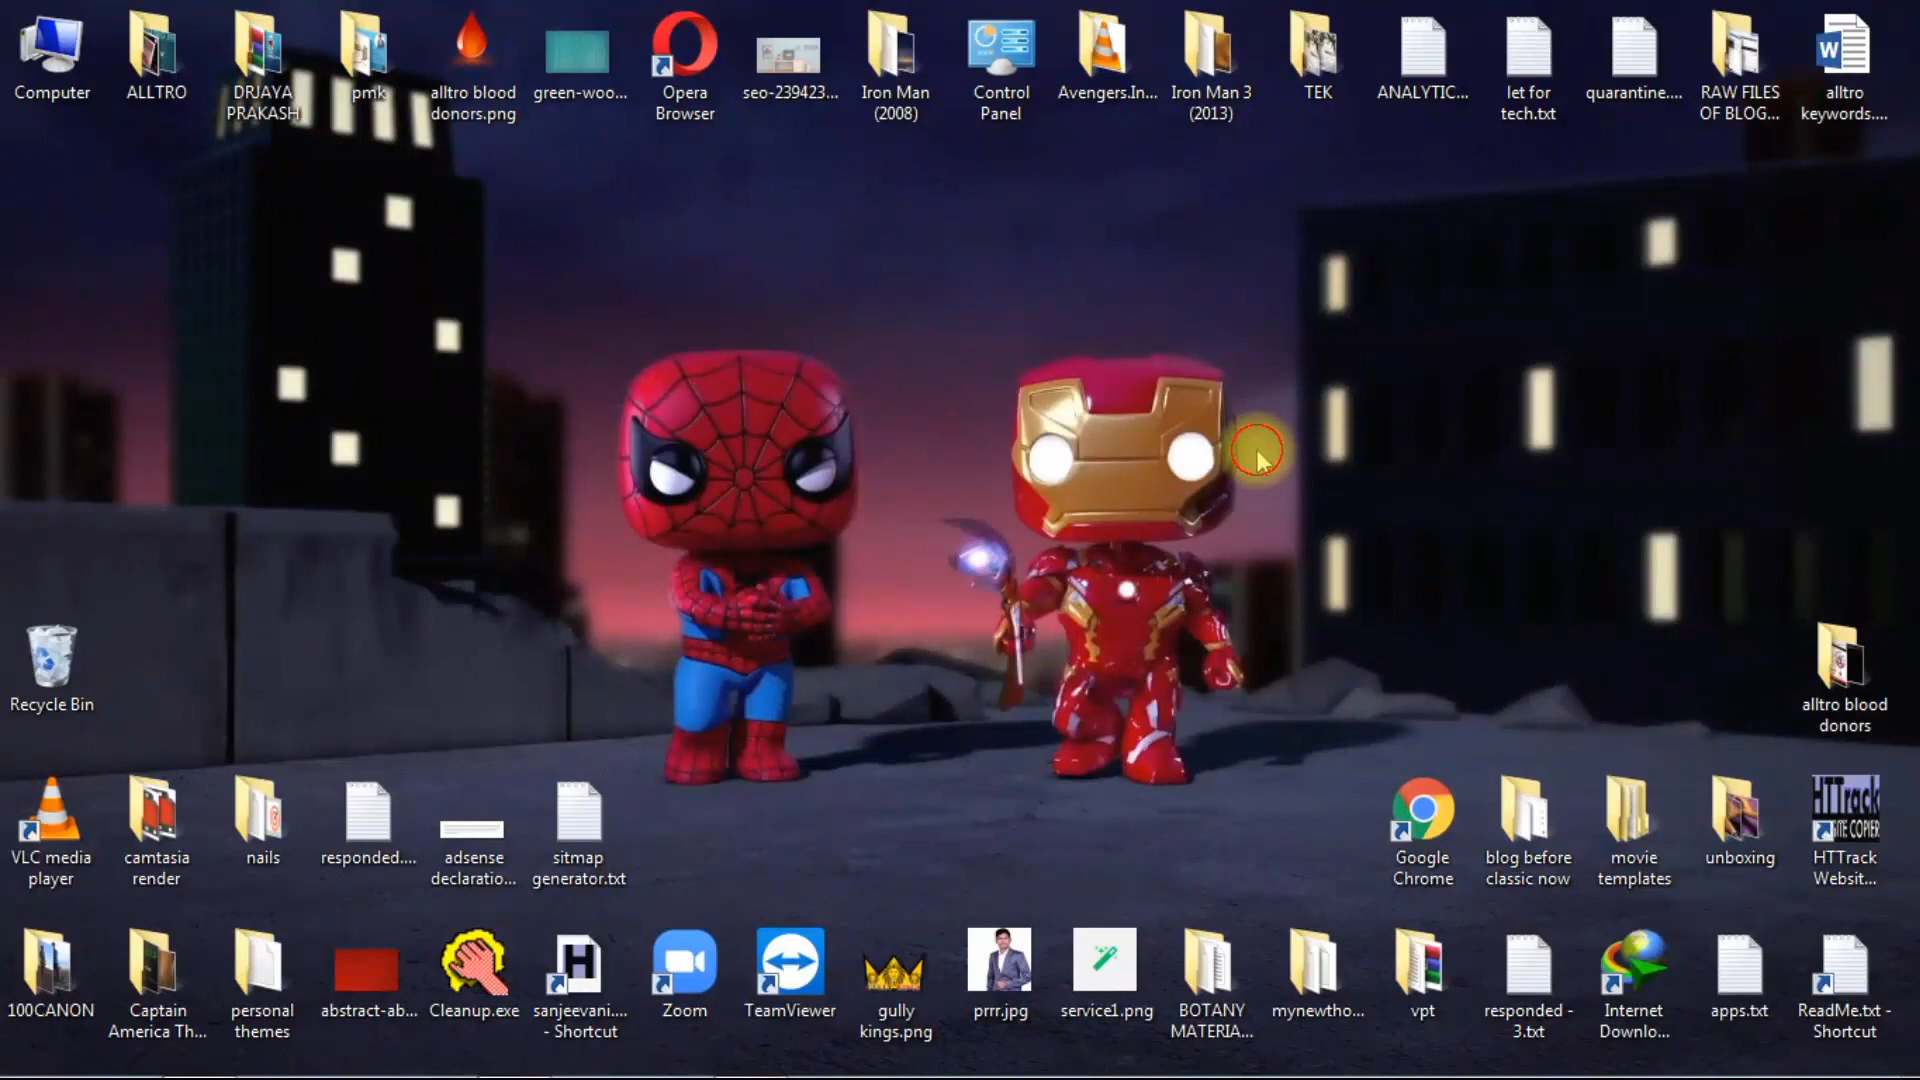 Computer
ALLTRO
DRJAYA
PRAKASH
pmk
alltro blood
donors.png
green-woo...
Opera
Browser
seo-239423...
Iron Man
(2008)
Control
Panel
Avengers.In...
Iron Man 3
(2013)
TEK
ANALYTIC...
let for
tech.txt
quarantine....
RAW FILES
OF BLOG...
W
alltro
keywords....
Recycle Bin
alltro blood
donors
VLC media
player
camtasia
render
nails
responded....
adsense
declaratio...
sitmap
generator.txt
Google
Chrome
blog before
classic now
movie
templates
unboxing
HTTrack
SITE COPIER
HTTrack
Websit...
100CANON
Captain
America Th...
personal
themes
abstract-ab...
Cleanup.exe
H
sanjeevani....
- Shortcut
Zoom
TeamViewer
gully
kings.png
prrr.jpg
service1.png
BOTANY
MATERIA...
mynewtho...
vpt
responded -
3.txt
Internet
Downlo...
apps.txt
ReadMe.txt -
Shortcut